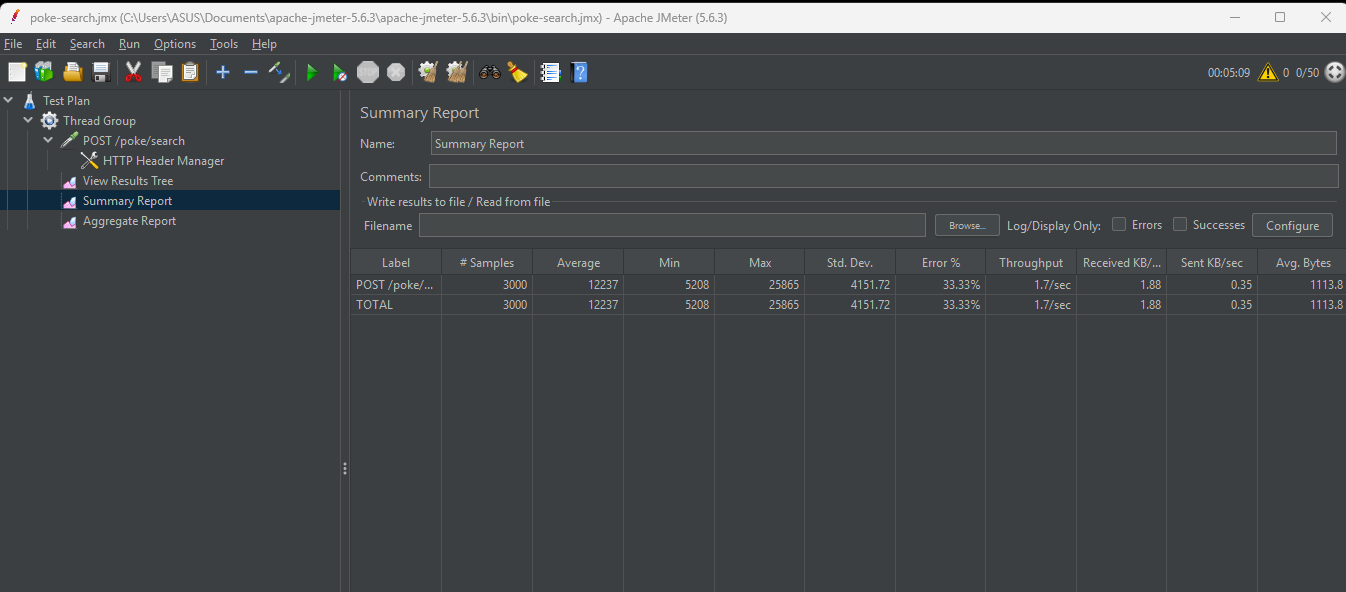 poke-search.jmx (C:\Users\ASUS\Documents\apache-jmeter-5.6.3\apache-jmeter-5.6.3\bin\poke-search.jmx) - Apache JMeter (5.6.3)
File Edit Search Run Options Tools Help
STOP 00:05:09 0 0/50
Test Plan
Thread Group
POST /poke/search
HTTP Header Manager
View Results Tree
Summary Report
Aggregate Report
Summary Report
Name: Summary Report
Comments:
Write results to file / Read from file
Filename Browse... Log/Display Only: Errors Successes Configure
Label # Samples Average Min Max Std. Dev. Error % Throughput Received KB/... Sent KB/sec Avg. Bytes
POST /poke/... 3000 12237 5208 25865 4151.72 33.33% 1.7/sec 1.88 0.35 1113.8
TOTAL 3000 12237 5208 25865 4151.72 33.33% 1.7/sec 1.88 0.35 1113.8